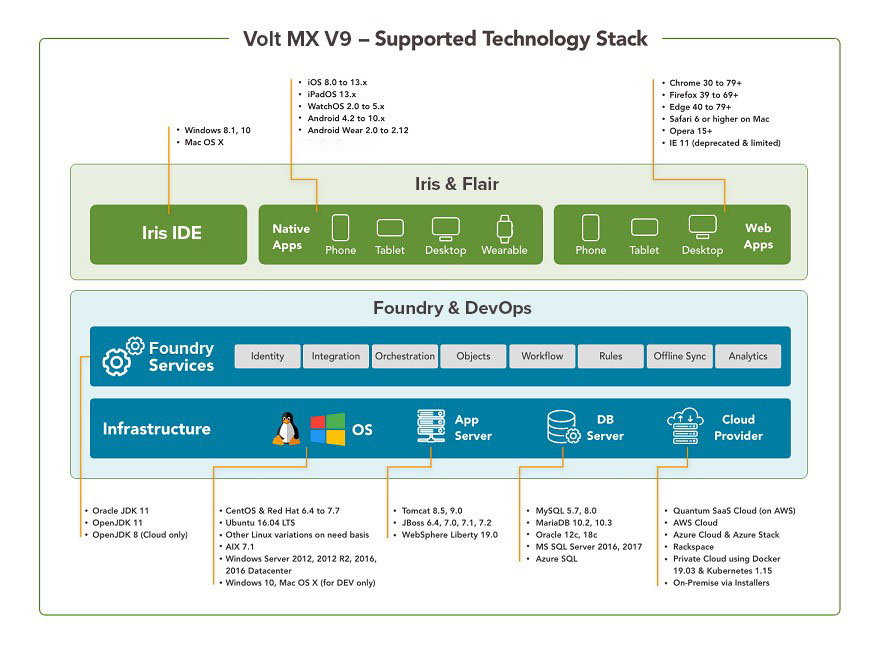 Volt MX V9 – Supported Technology Stack
• Windows 8.1, 10
• Mac OS X
• iOS 8.0 to 13.x
• iPadOS 13.x
• WatchOS 2.0 to 5.x
• Android 4.2 to 10.x
• Android Wear 2.0 to 2.12
• Chrome 30 to 79+
• Firefox 39 to 69+
• Edge 40 to 79+
• Safari 6 or higher on Mac
• Opera 15+
• IE 11 (deprecated & limited)
Iris & Flair
Iris IDE
Native
Apps
Phone
Tablet
Desktop
Wearable
Phone
Tablet
Desktop
Web
Apps
Foundry & DevOps
Foundry
Services
Identity
Integration
Orchestration
Objects
Workflow
Rules
Offline Sync
Analytics
Infrastructure
OS
App
Server
DB
Server
Cloud
Provider
• Oracle JDK 11
• OpenJDK 11
• OpenJDK 8 (Cloud only)
• CentOS & Red Hat 6.4 to 7.7
• Ubuntu 16.04 LTS
• Other Linux variations on need basis
• AIX 7.1
• Windows Server 2012, 2012 R2, 2016,
2016 Datacenter
• Windows 10, Mac OS X (for DEV only)
• Tomcat 8.5, 9.0
• JBoss 6.4, 7.0, 7.1, 7.2
• WebSphere Liberty 19.0
• MySQL 5.7, 8.0
• MariaDB 10.2, 10.3
• Oracle 12c, 18c
• MS SQL Server 2016, 2017
• Azure SQL
• Quantum SaaS Cloud (on AWS)
• AWS Cloud
• Azure Cloud & Azure Stack
• Rackspace
• Private Cloud using Docker
19.03 & Kubernetes 1.15
• On-Premise via Installers